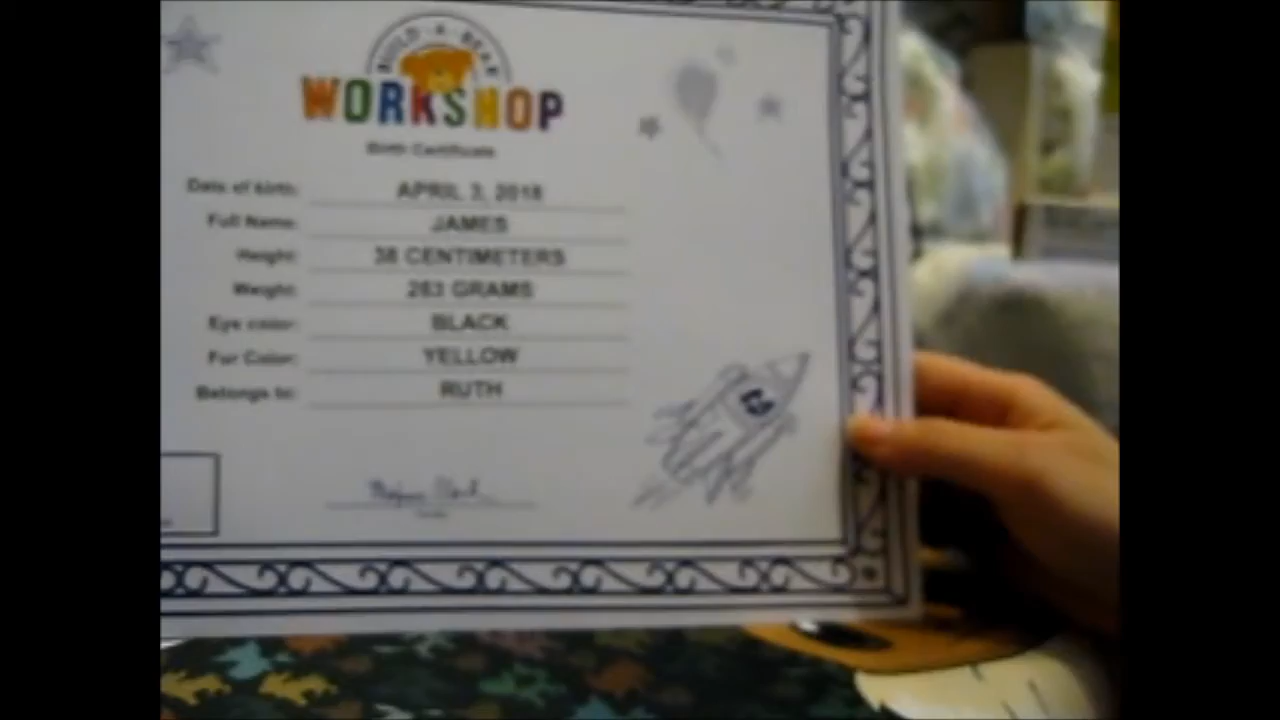 BUILD-A-BEAR
WORKSHOP
Birth Certificate
Date of birth: APRIL 3, 2018
Full Name: JAMES
Height: 38 CENTIMETERS
Weight: 263 GRAMS
Eye color: BLACK
Fur Color: YELLOW
Belongs to: RUTH